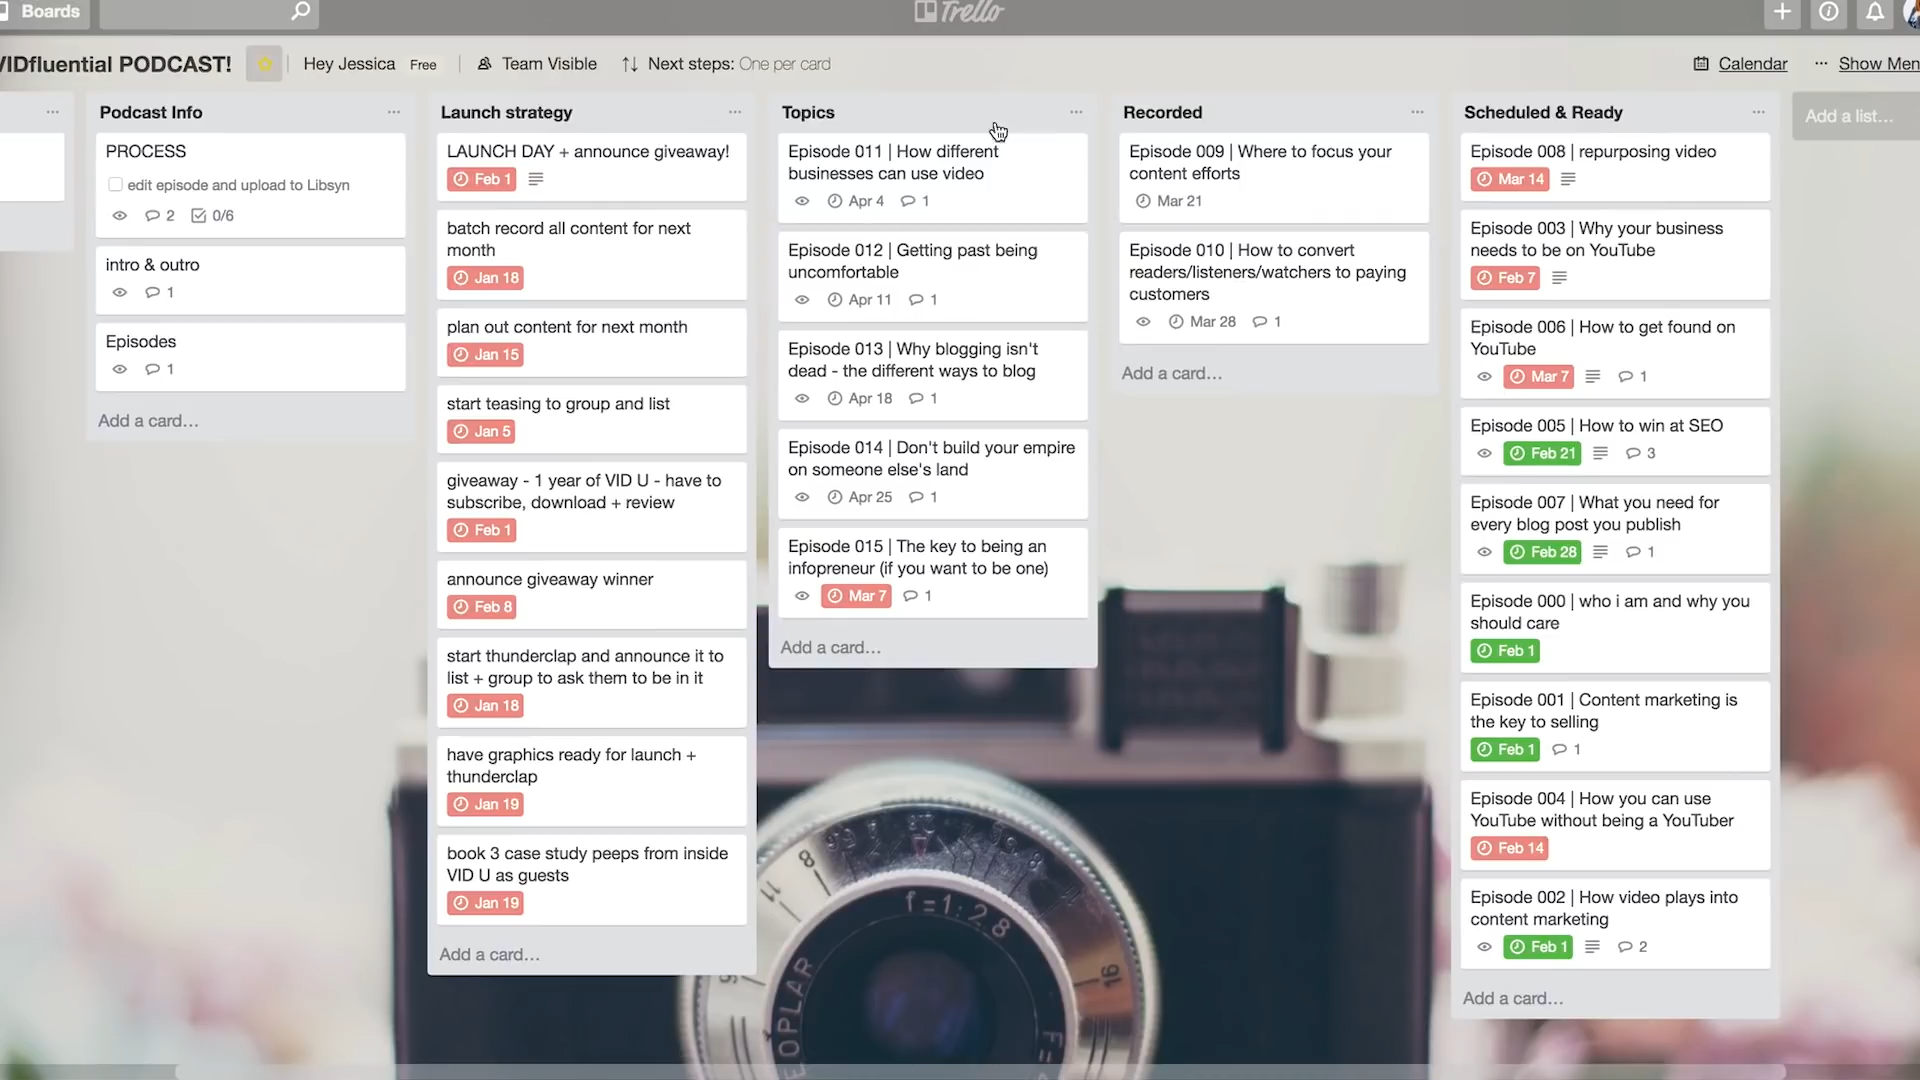 Boards
Trello
VIDfluential PODCAST!
Hey Jessica Free
Team Visible
Next steps: One per card
Calendar
... Show Men
Podcast Info
PROCESS
edit episode and upload to Libsyn
2 0/6
intro & outro
1
Episodes
1
Add a card…
Launch strategy
LAUNCH DAY + announce giveaway!
Feb 1
batch record all content for next
month
Jan 18
plan out content for next month
Jan 15
start teasing to group and list
Jan 5
giveaway - 1 year of VID U - have to
subscribe, download + review
Feb 1
announce giveaway winner
Feb 8
start thunderclap and announce it to
list + group to ask them to be in it
Jan 18
have graphics ready for launch +
thunderclap
Jan 19
book 3 case study peeps from inside
VID U as guests
Jan 19
Add a card…
Topics
Episode 011 | How different
businesses can use video
Apr 4 1
Episode 012 | Getting past being
uncomfortable
Apr 11 1
Episode 013 | Why blogging isn't
dead - the different ways to blog
Apr 18 1
Episode 014 | Don't build your empire
on someone else's land
Apr 25 1
Episode 015 | The key to being an
infopreneur (if you want to be one)
Mar 7 1
Add a card…
Recorded
Episode 009 | Where to focus your
content efforts
Mar 21
Episode 010 | How to convert
readers/listeners/watchers to paying
customers
Mar 28 1
Add a card…
Scheduled & Ready
Episode 008 | repurposing video
Mar 14
Episode 003 | Why your business
needs to be on YouTube
Feb 7
Episode 006 | How to get found on
YouTube
Mar 7 1
Episode 005 | How to win at SEO
Feb 21 3
Episode 007 | What you need for
every blog post you publish
Feb 28 1
Episode 000 | who i am and why you
should care
Feb 1
Episode 001 | Content marketing is
the key to selling
Feb 1 1
Episode 004 | How you can use
YouTube without being a YouTuber
Feb 14
Episode 002 | How video plays into
content marketing
Feb 1 2
Add a card…
Add a list…
f=1:2.8
16
8
11
8